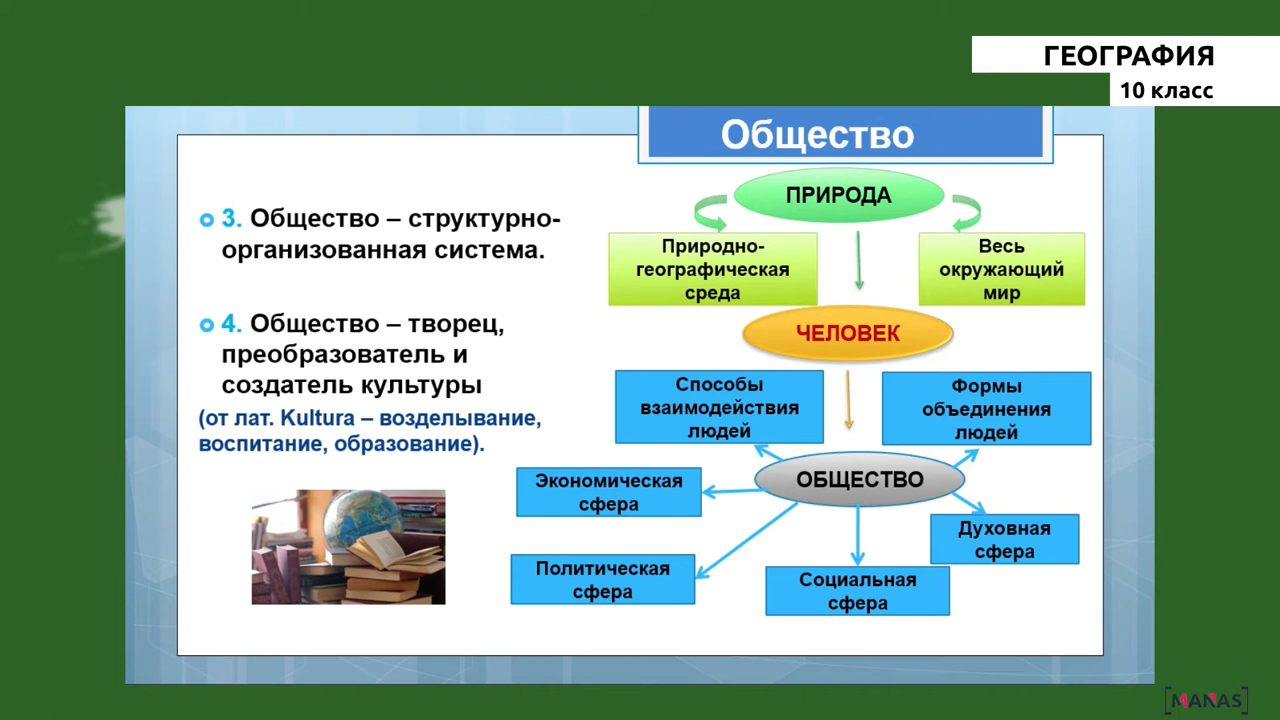 ГЕОГРАФИЯ
10 класс
Общество
3. Общество – структурно-
организованная система.
4. Общество – творец,
преобразователь и
создатель культуры
(от лат. Kultura – возделывание,
воспитание, образование).
ПРИРОДА
Природно-
географическая
среда
Весь
окружающий
мир
ЧЕЛОВЕК
Способы
взаимодействия
людей
Формы
объединения
людей
ОБЩЕСТВО
Экономическая
сфера
Духовная
сфера
Политическая
сфера
Социальная
сфера
[MANAS]